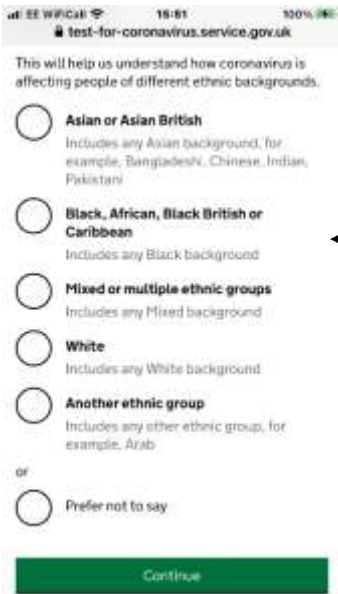 EE WiFiCall 15:51 100%
test-for-coronavirus.service.gov.uk
This will help us understand how coronavirus is
affecting people of different ethnic backgrounds.
Asian or Asian British
Includes any Asian background, for
example, Bangladeshi, Chinese, Indian,
Pakistani
Black, African, Black British or
Caribbean
Includes any Black background
Mixed or multiple ethnic groups
Includes any Mixed background
White
Includes any White background
Another ethnic group
Includes any other ethnic group, for
example, Arab
or
Prefer not to say
Continue